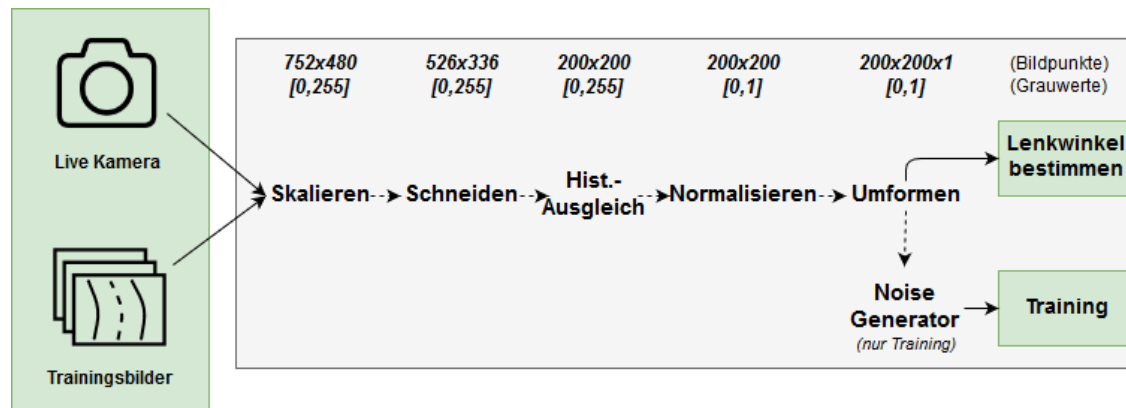 Live Kamera
Trainingsbilder
752x480
[0,255]
526x336
[0,255]
200x200
[0,255]
200x200
[0,1]
200x200x1
[0,1]
(Bildpunkte)
(Grauwerte)
Skalieren
Schneiden
Hist.-
Ausgleich
Normalisieren
Umformen
Lenkwinkel
bestimmen
Noise
Generator
(nur Training)
Training